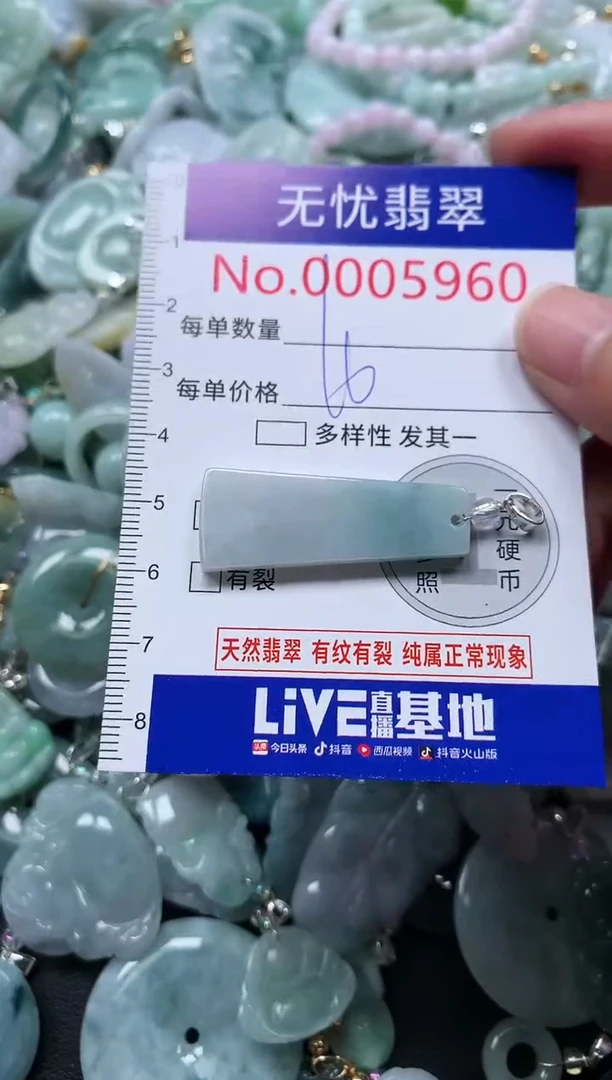 无忧翡翠
No.0005960
每单数量
每单价格
多样性 发其一
元
硬
有裂
照
币
天然翡翠 有纹有裂 纯属正常现象
LiVE直播基地
今日头条 抖音 西瓜视频 抖音火山版
1
2
3
4
5
6
7
8